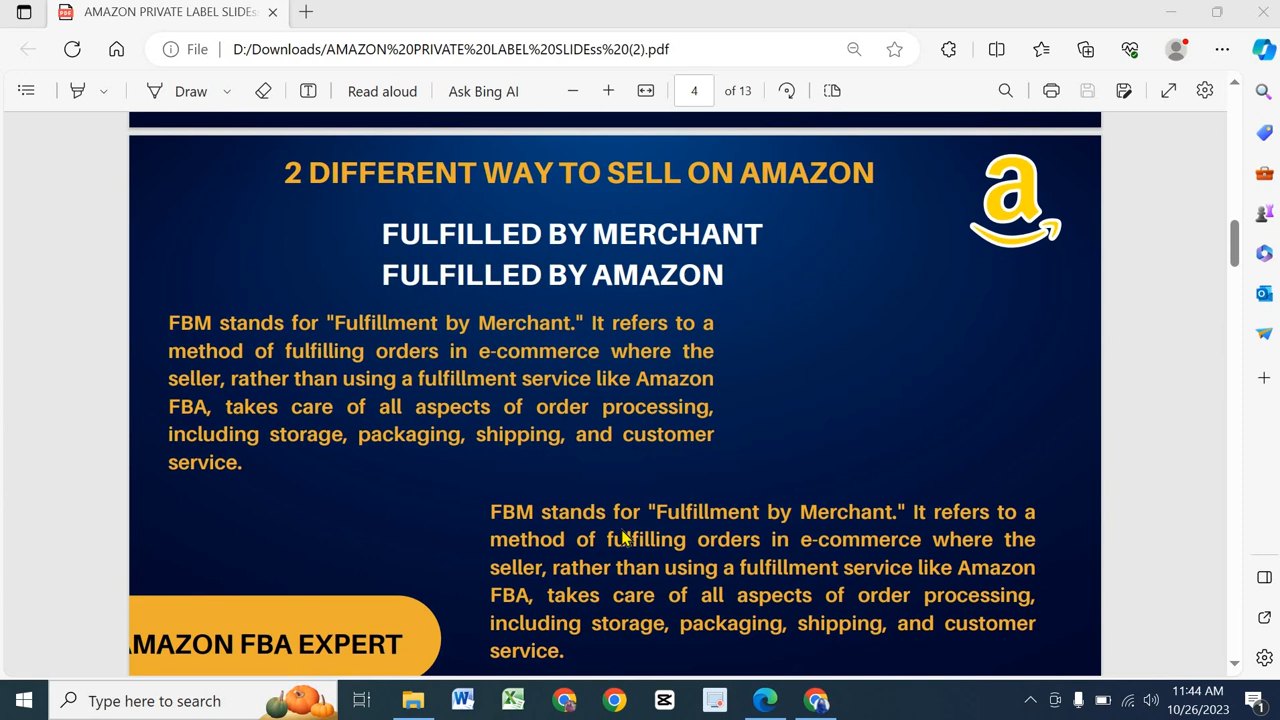 AMAZON PRIVATE LABEL SLIDEs
File
D:/Downloads/AMAZON%20PRIVATE%20LABEL%20SLIDEss%20(2).pdf
Draw
Read aloud
Ask Bing AI
4
of 13
2 DIFFERENT WAY TO SELL ON AMAZON
a
FULFILLED BY MERCHANT
FULFILLED BY AMAZON
FBM stands for "Fulfillment by Merchant." It refers to a
method of fulfilling orders in e-commerce where the
seller, rather than using a fulfillment service like Amazon
FBA, takes care of all aspects of order processing,
including storage, packaging, shipping, and customer
service.
FBM stands for "Fulfillment by Merchant." It refers to a
method of fulfilling orders in e-commerce where the
seller, rather than using a fulfillment service like Amazon
FBA, takes care of all aspects of order processing,
including storage, packaging, shipping, and customer
service.
MAZON FBA EXPERT
Type here to search
11:44 AM
10/26/2023